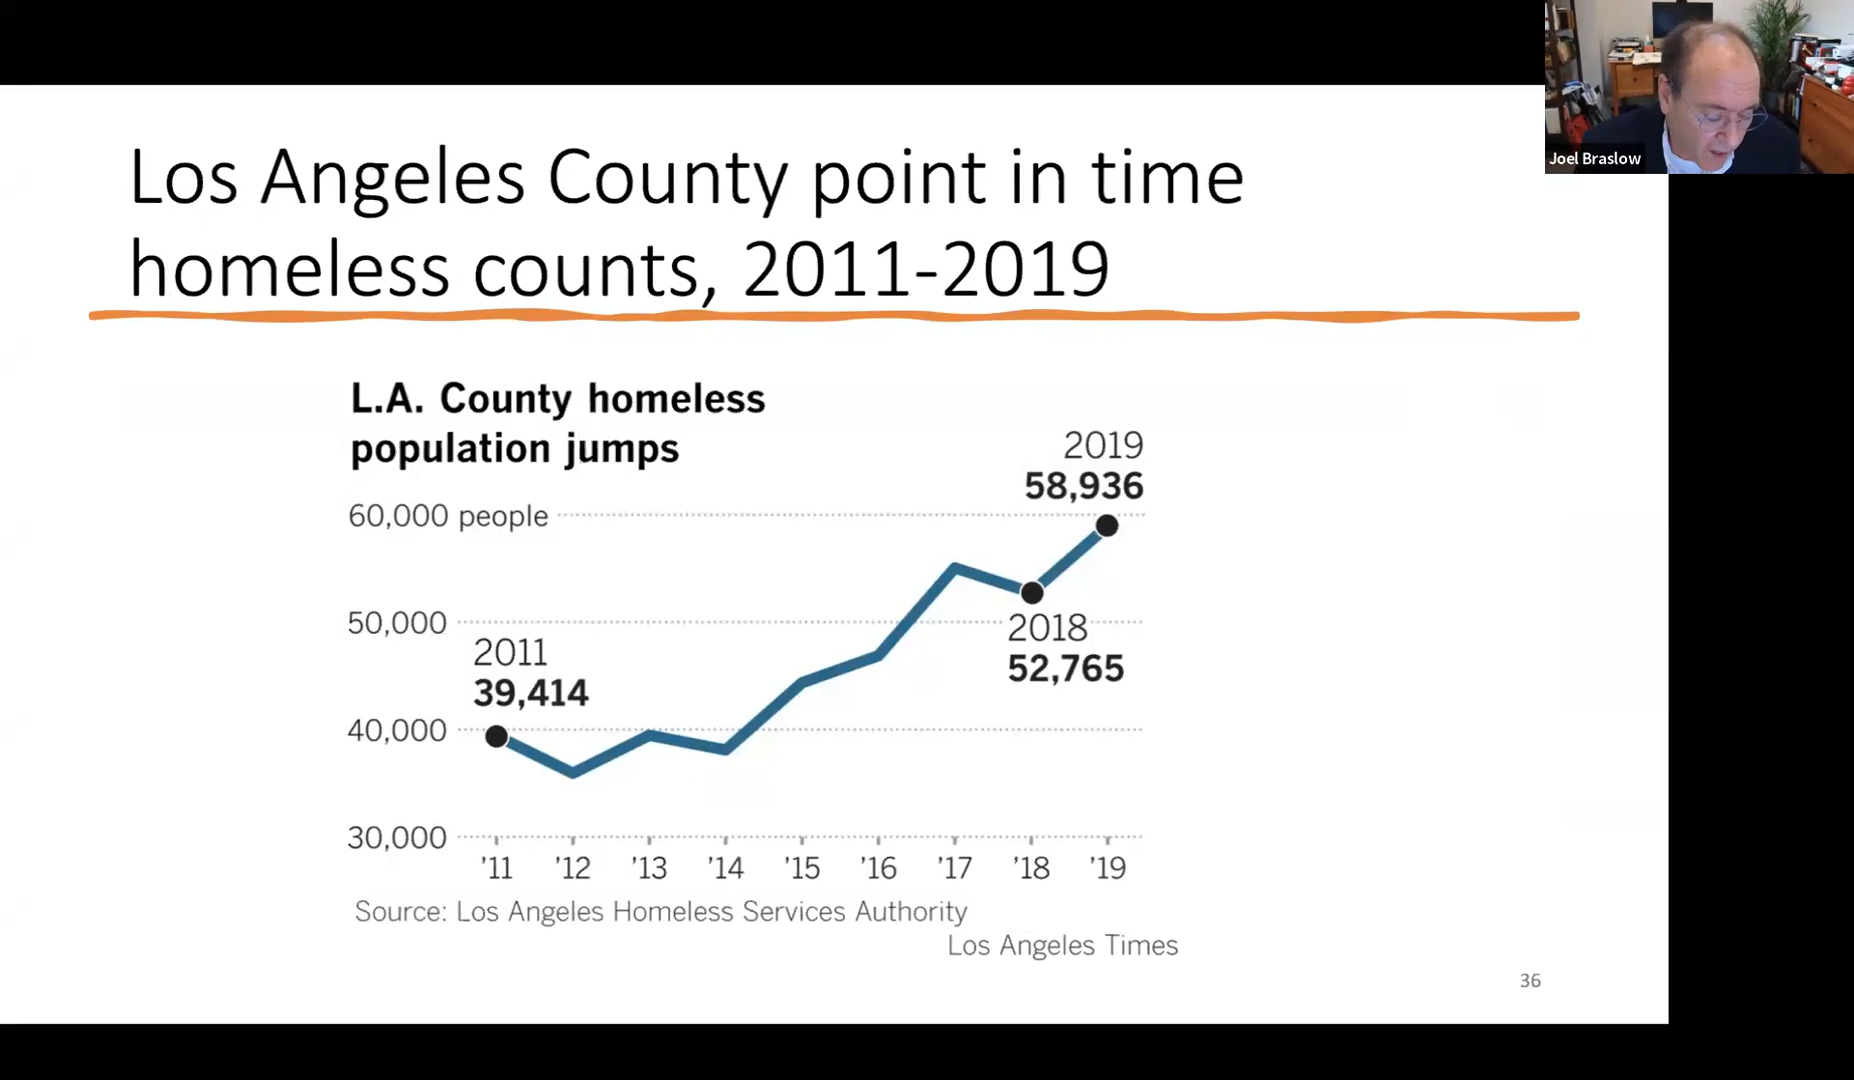 Joel Braslow
Los Angeles County point in time
homeless counts, 2011-2019
L.A. County homeless
population jumps
2019
58,936
60,000 people
50,000
2018
52,765
2011
39,414
40,000
30,000
’11 ’12 ’13 ’14 ’15 ’16 ’17 ’18 ’19
Source: Los Angeles Homeless Services Authority
Los Angeles Times
36